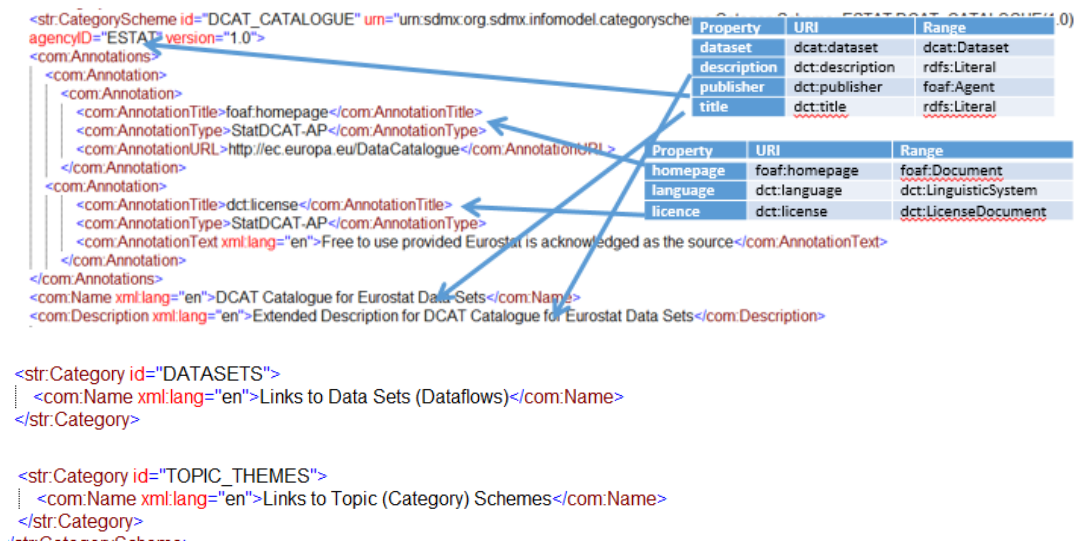 <str:CategoryScheme id="DCAT_CATALOGUE" urn="urn:sdmx:org.sdmx.infomodel.categoryscheme. ESTAT:DCAT_CATALOGUE(1.0)
agencyID="ESTAT" version="1.0">
<com:Annotations>
<com:Annotation>
<com:Annotation>
<com:AnnotationTitle>foaf:homepage</com:AnnotationTitle>
<com:AnnotationType>StatDCAT-AP</com:AnnotationType>
<com:AnnotationURL>http://ec.europa.eu/DataCatalogue</com:AnnotationURL>
</com:Annotation>
<com:Annotation>
<com:AnnotationTitle>dct:license</com:AnnotationTitle>
<com:AnnotationType>StatDCAT-AP</com:AnnotationType>
<com:AnnotationText xml:lang="en">Free to use provided Eurostat is acknowledged as the source</com:AnnotationText>
</com:Annotation>
</com:Annotations>
<com:Name xml:lang="en">DCAT Catalogue for Eurostat Data Sets</com:Name>
<com:Description xml:lang="en">Extended Description for DCAT Catalogue for Eurostat Data Sets</com:Description>
Property URI Range
dataset dcat:dataset dcat:Dataset
description dct:description rdfs:Literal
publisher dct:publisher foaf:Agent
title dct:title rdfs:Literal
Property URI Range
homepage foaf:homepage foaf:Document
language dct:language dct:LinguisticSystem
licence dct:license dct:LicenseDocument
<str:Category id="DATASETS">
<com:Name xml:lang="en">Links to Data Sets (Dataflows)</com:Name>
</str:Category>
<str:Category id="TOPIC_THEMES">
<com:Name xml:lang="en">Links to Topic (Category) Schemes</com:Name>
</str:Category>